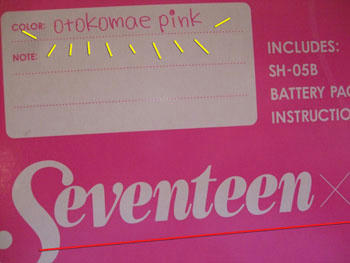 COLOR: otokomae pink
NOTE:
INCLUDES:
SH-05B
BATTERY PAC
INSTRUCTIO
Seventeen ×